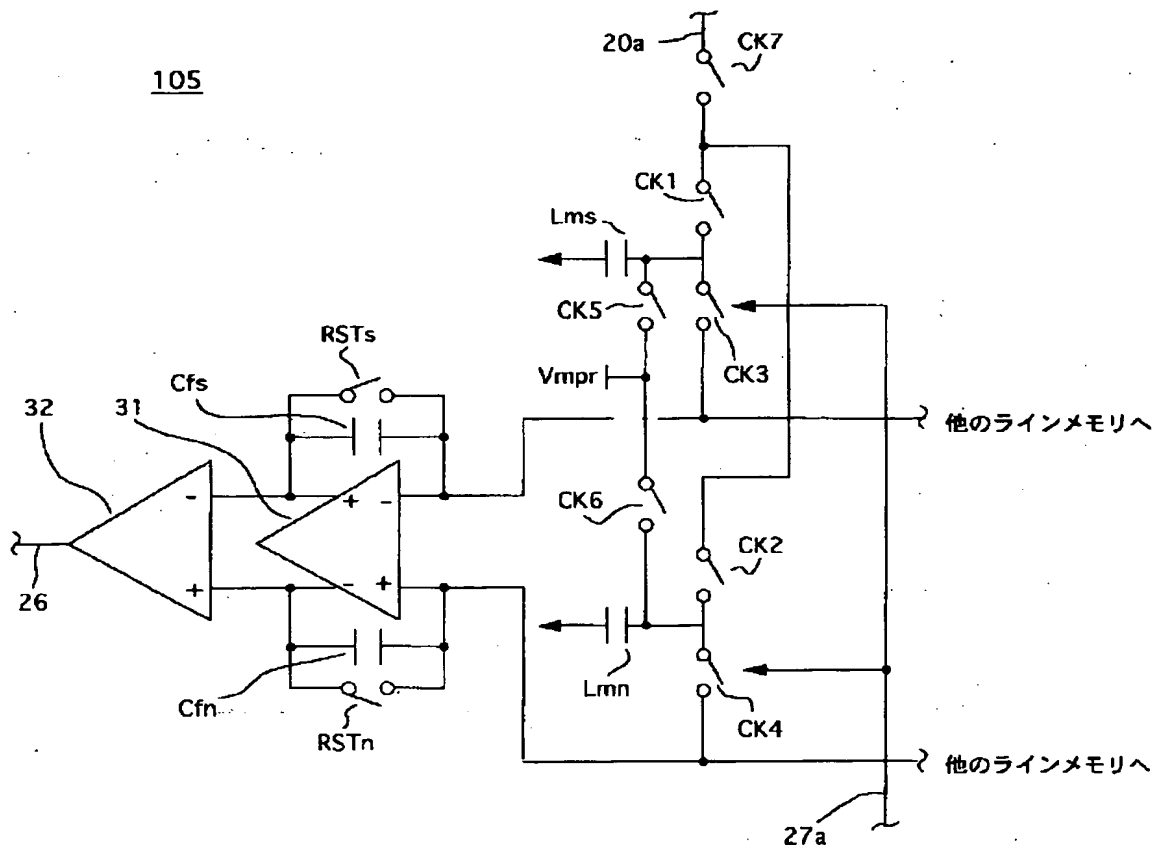 20a
CK7
105
CK1
Lms
CK5
CK3
RSTs
Cfs
Vmpr
32
31
他のラインメモリへ
-
+
-
CK6
CK2
+
-
+
26
Lmn
Cfn
RSTn
CK4
他のラインメモリへ
27a